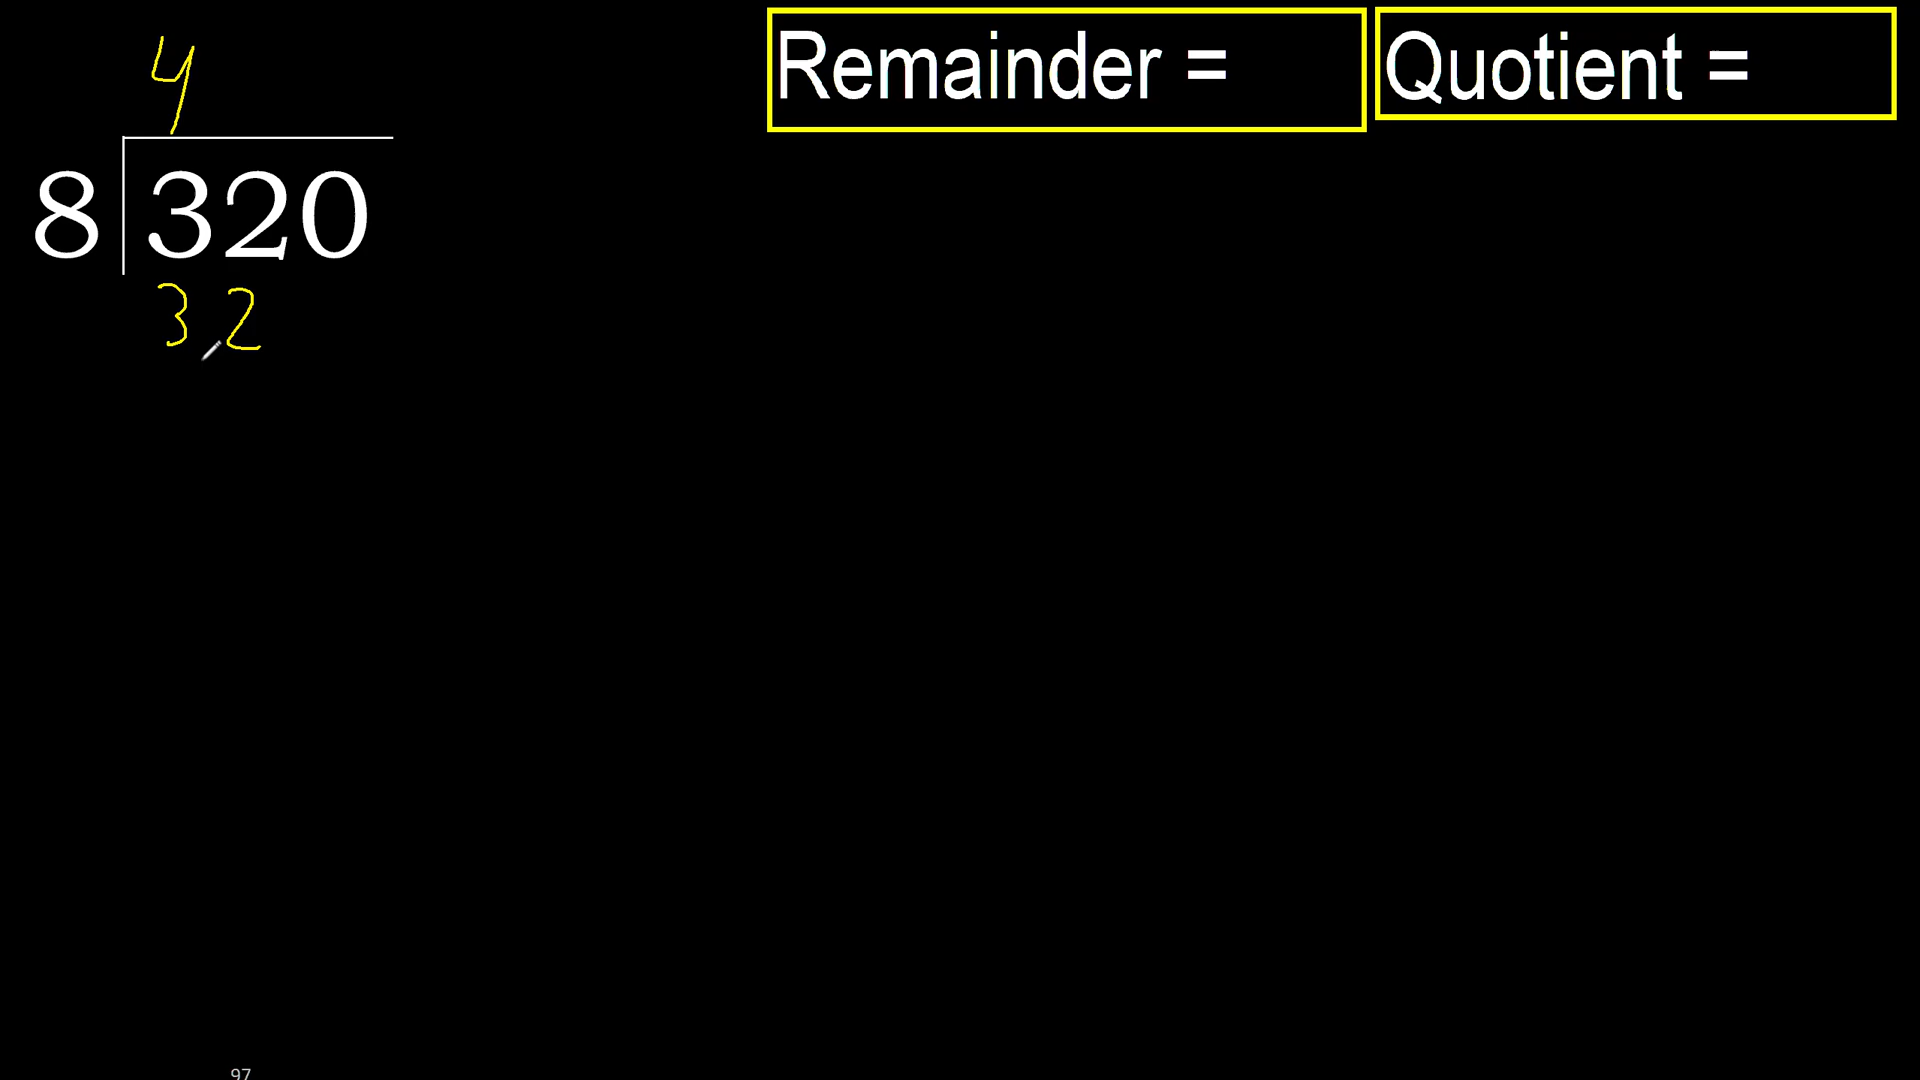 4
Remainder =
Quotient =
8 320
32
97